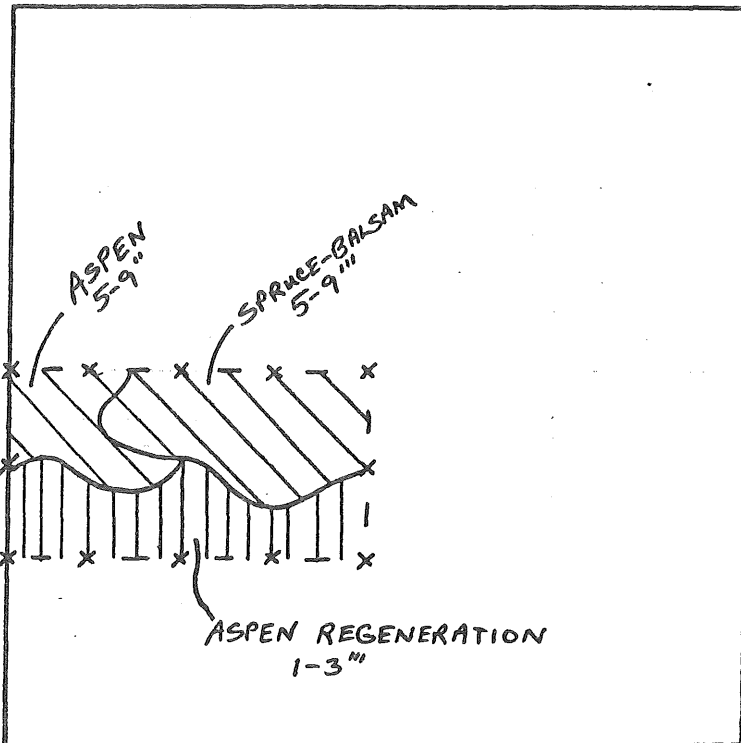 ASPEN
5-9"
SPRUCE-BALSAM
5-9"'
ASPEN REGENERATION
1-3"'